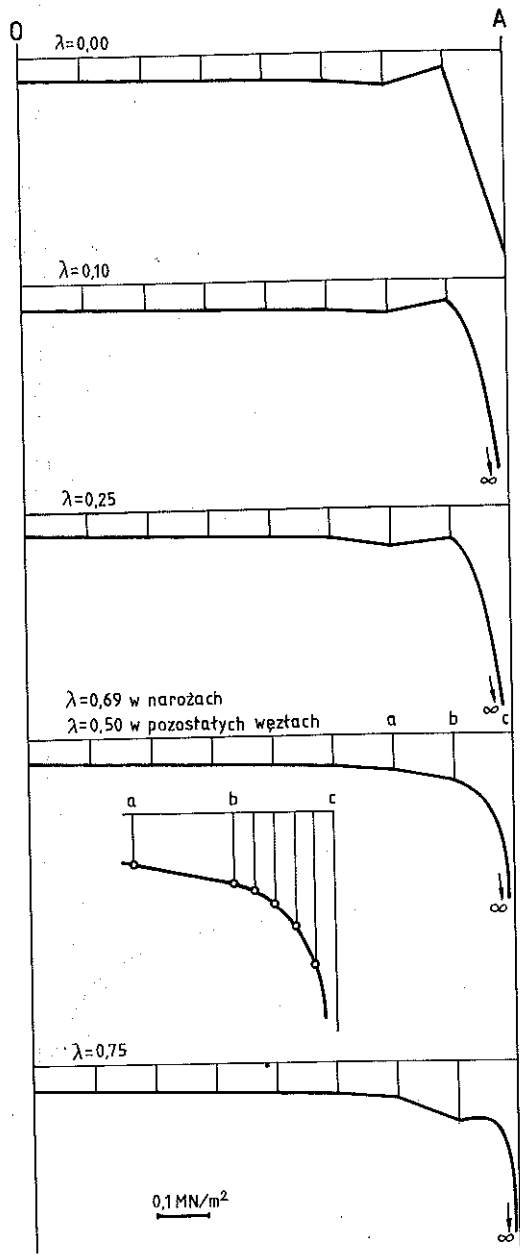 O A
λ=0,00
λ=0,10
∞
λ=0,25
∞
λ=0,69 w narożach
λ=0,50 w pozostałych węzłach
a b c
a b c
∞
λ=0,75
0,1 MN/m²
∞